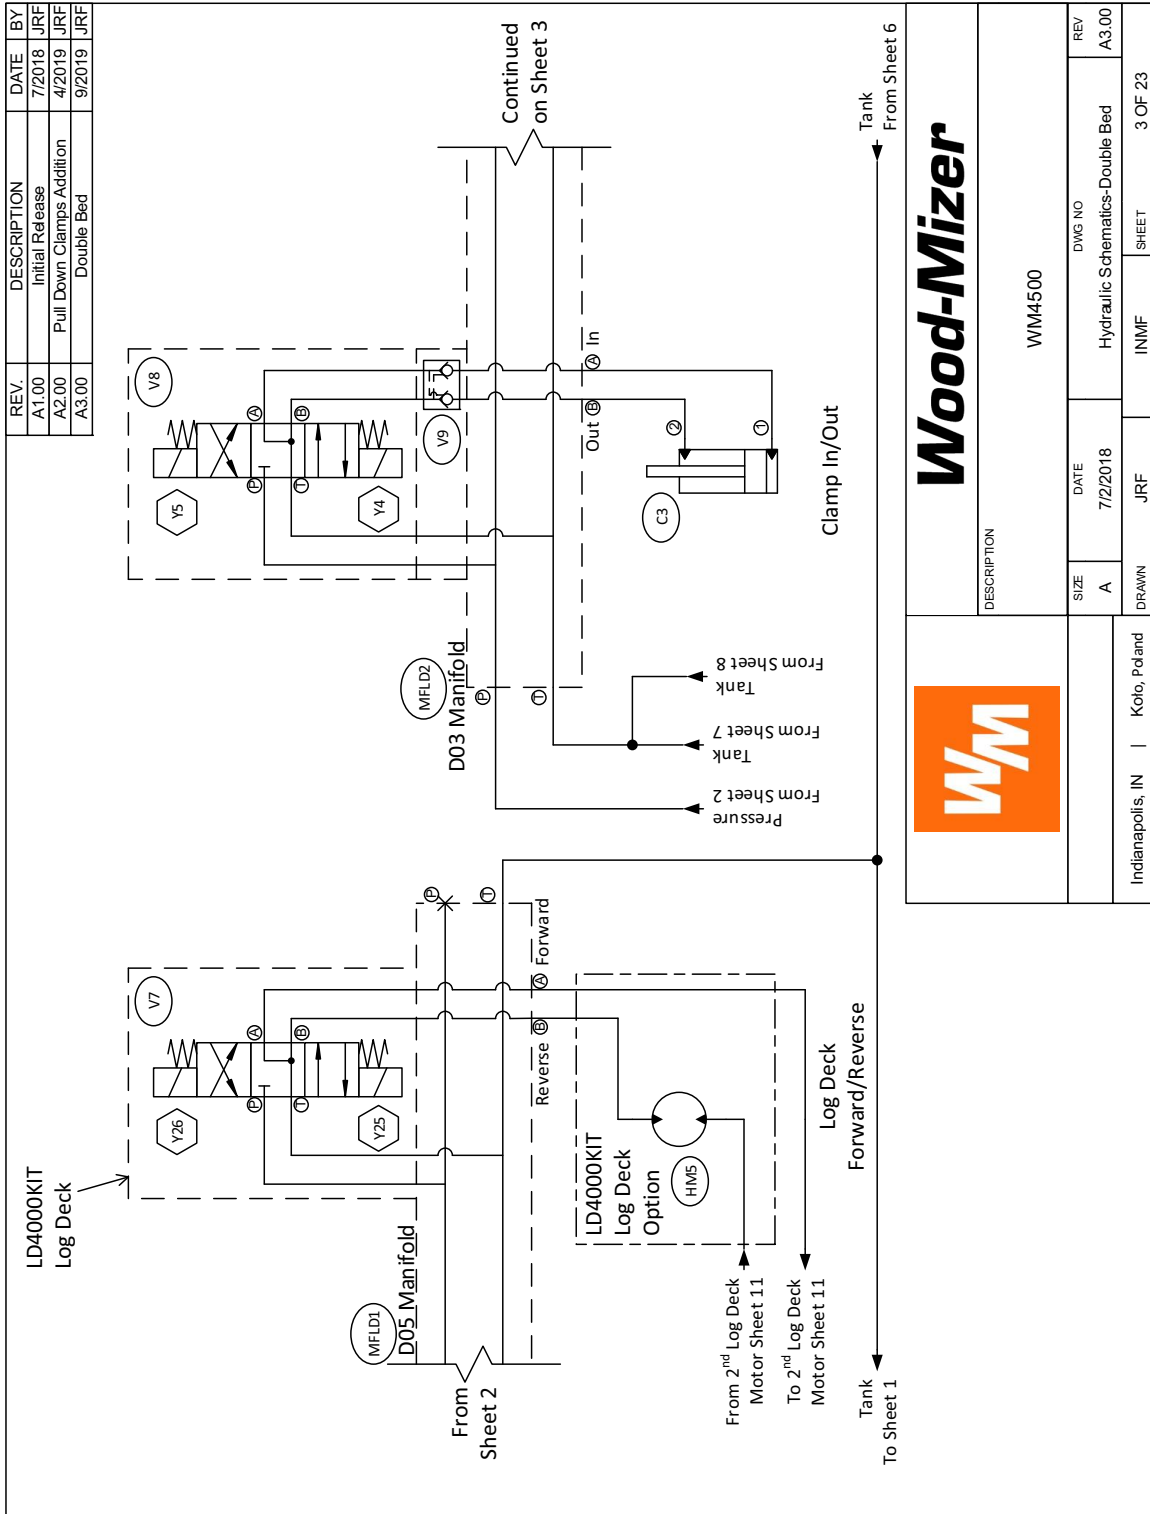 REV. DESCRIPTION DATE BY
A1.00 Initial Release 7/2018 JRF
A2.00 Pull Down Clamps Addition 4/2019 JRF
A3.00 Double Bed 9/2019 JRF
LD4000KIT
Log Deck
V7
Y26
Y25
P
T
A
B
MFLD1
D05 Manifold
From
Sheet 2
P
T
Reverse
B
A
Forward
LD4000KIT
Log Deck
Option
HM5
From 2nd Log Deck
Motor Sheet 11
To 2nd Log Deck
Motor Sheet 11
Log Deck
Forward/Reverse
Tank
To Sheet 1
V8
Y5
Y4
P
T
A
B
V9
MFLD2
D03 Manifold
P
T
Continued
on Sheet 3
Out
B
A
In
C3
2
1
Clamp In/Out
Pressure
From Sheet 2
Tank
From Sheet 7
Tank
From Sheet 8
Tank
From Sheet 6
WM
Wood-Mizer
DESCRIPTION
WM4500
SIZE DATE DWG NO REV
A 7/2/2018 Hydraulic Schematics-Double Bed A3.00
Indianapolis, IN | Koło, Poland
DRAWN JRF INMF SHEET 3 OF 23